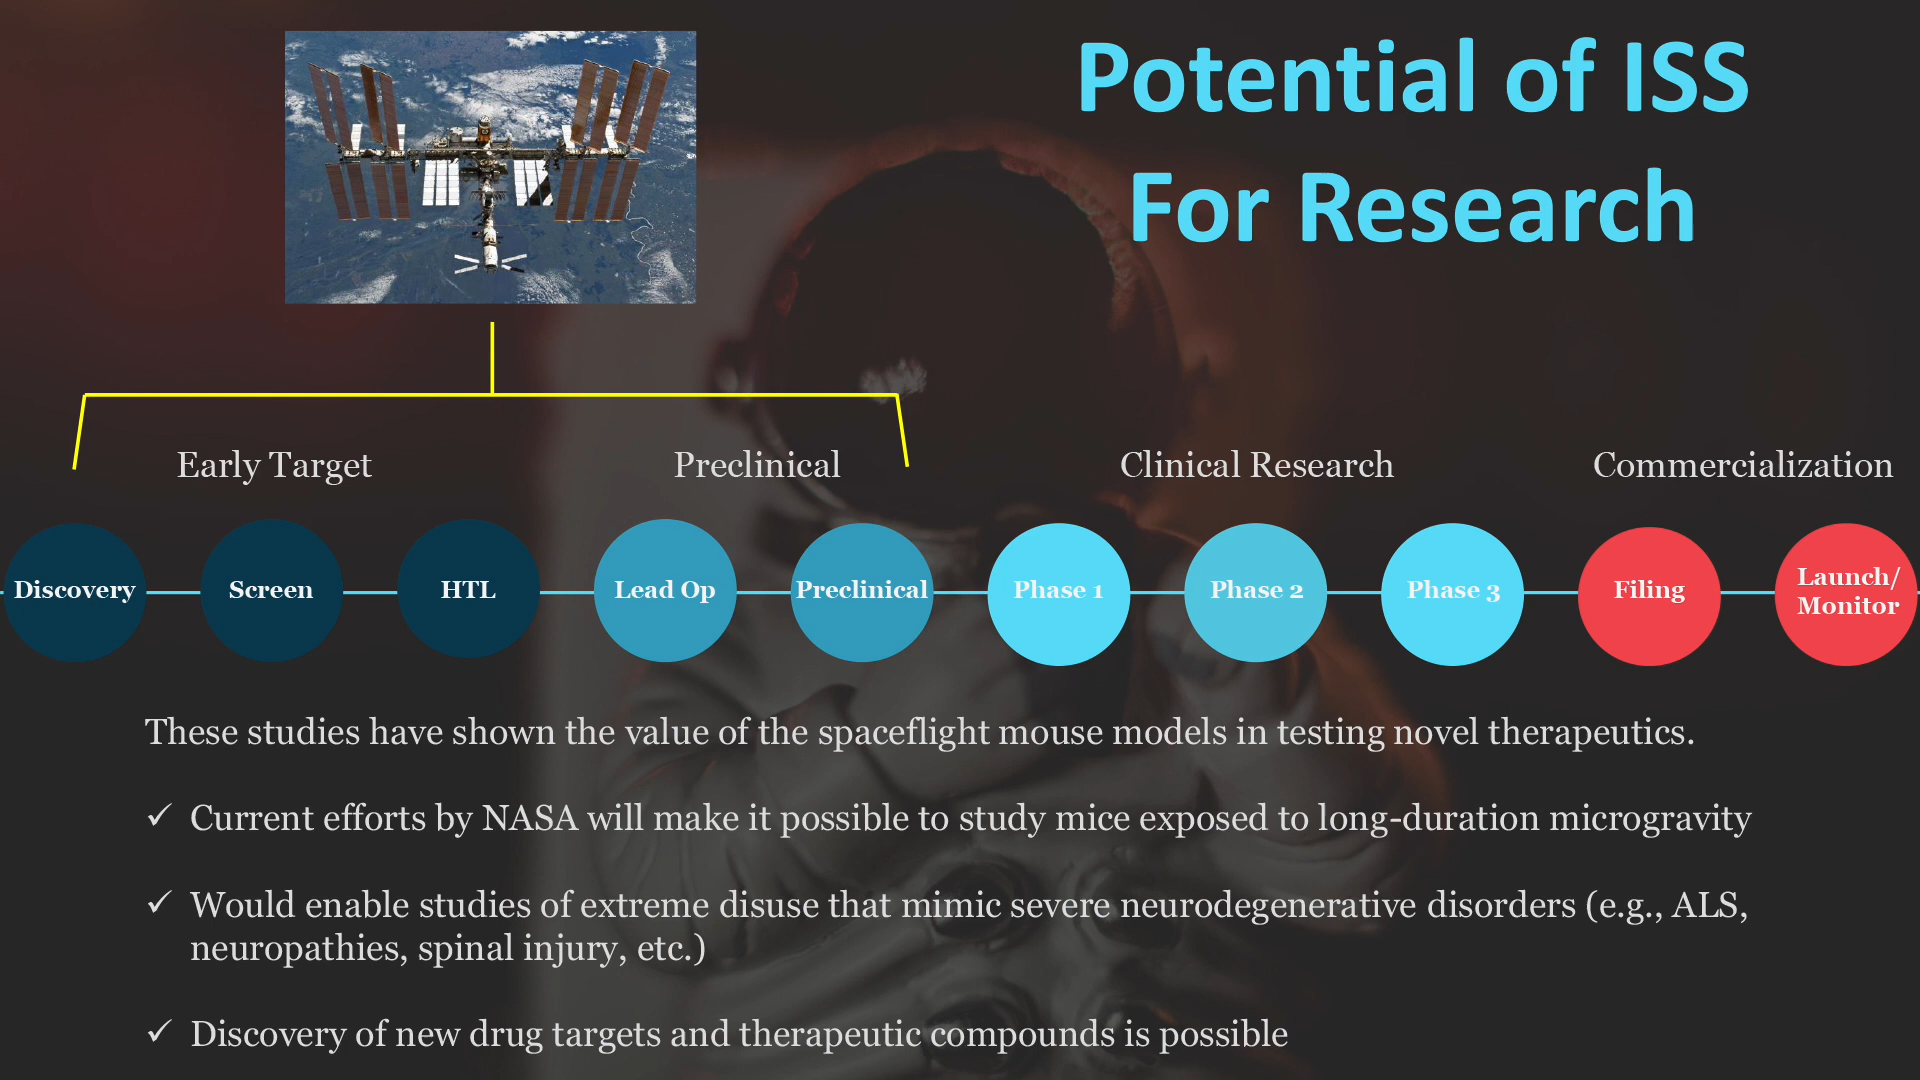 Potential of ISS
For Research
Early Target
Preclinical
Clinical Research
Commercialization
Discovery
Screen
HTL
Lead Op
Preclinical
Phase 1
Phase 2
Phase 3
Filing
Launch/
Monitor
These studies have shown the value of the spaceflight mouse models in testing novel therapeutics.
✓ Current efforts by NASA will make it possible to study mice exposed to long-duration microgravity
✓ Would enable studies of extreme disuse that mimic severe neurodegenerative disorders (e.g., ALS,
neuropathies, spinal injury, etc.)
✓ Discovery of new drug targets and therapeutic compounds is possible